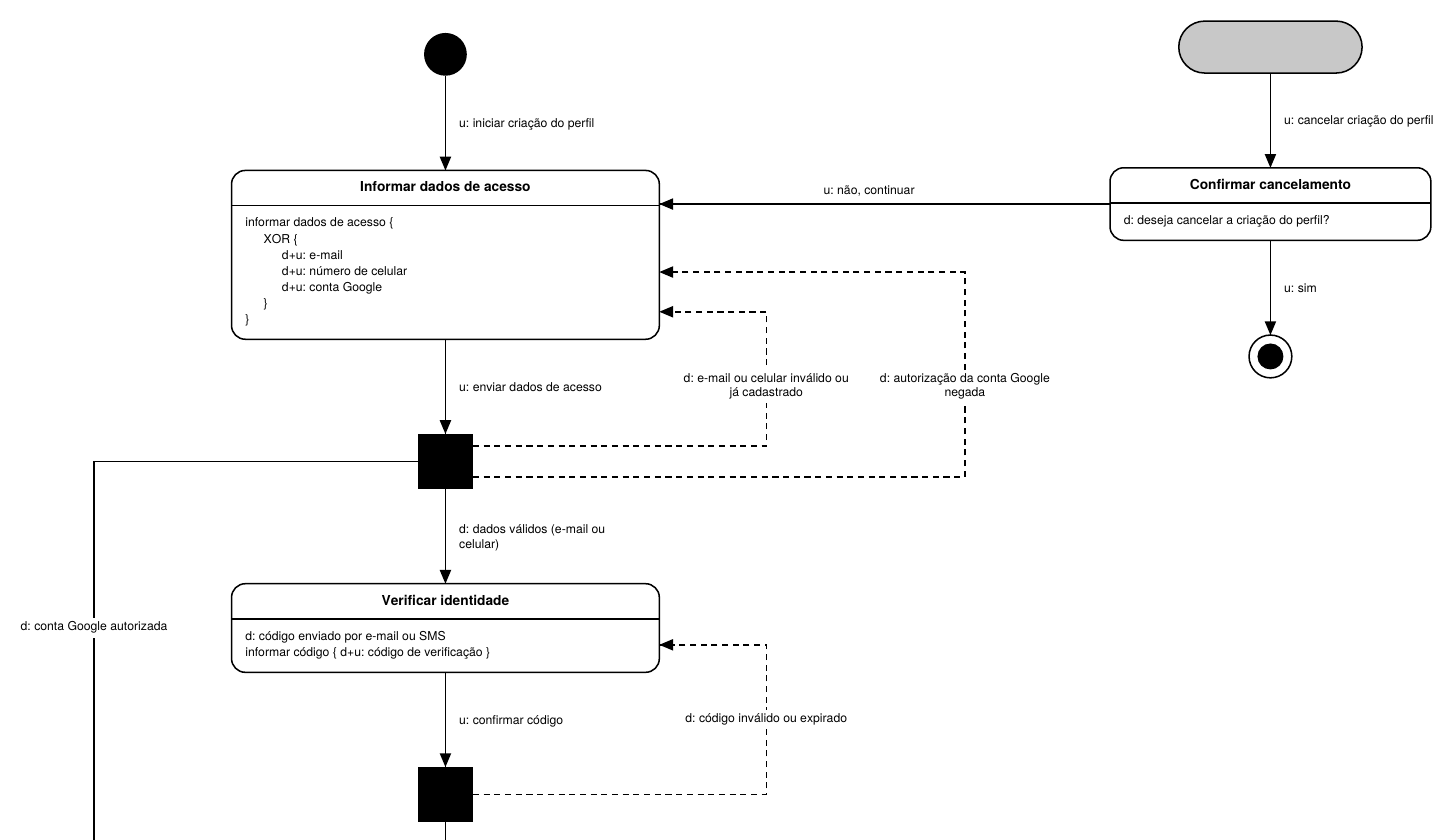 u: iniciar criação do perfil
u: cancelar criação do perfil
Informar dados de acesso
informar dados de acesso {
XOR {
d+u: e-mail
d+u: número de celular
d+u: conta Google
}
}
u: não, continuar
Confirmar cancelamento
d: deseja cancelar a criação do perfil?
u: sim
u: enviar dados de acesso
d: e-mail ou celular inválido ou
já cadastrado
d: autorização da conta Google
negada
d: dados válidos (e-mail ou
celular)
d: conta Google autorizada
Verificar identidade
d: código enviado por e-mail ou SMS
informar código { d+u: código de verificação }
u: confirmar código
d: código inválido ou expirado